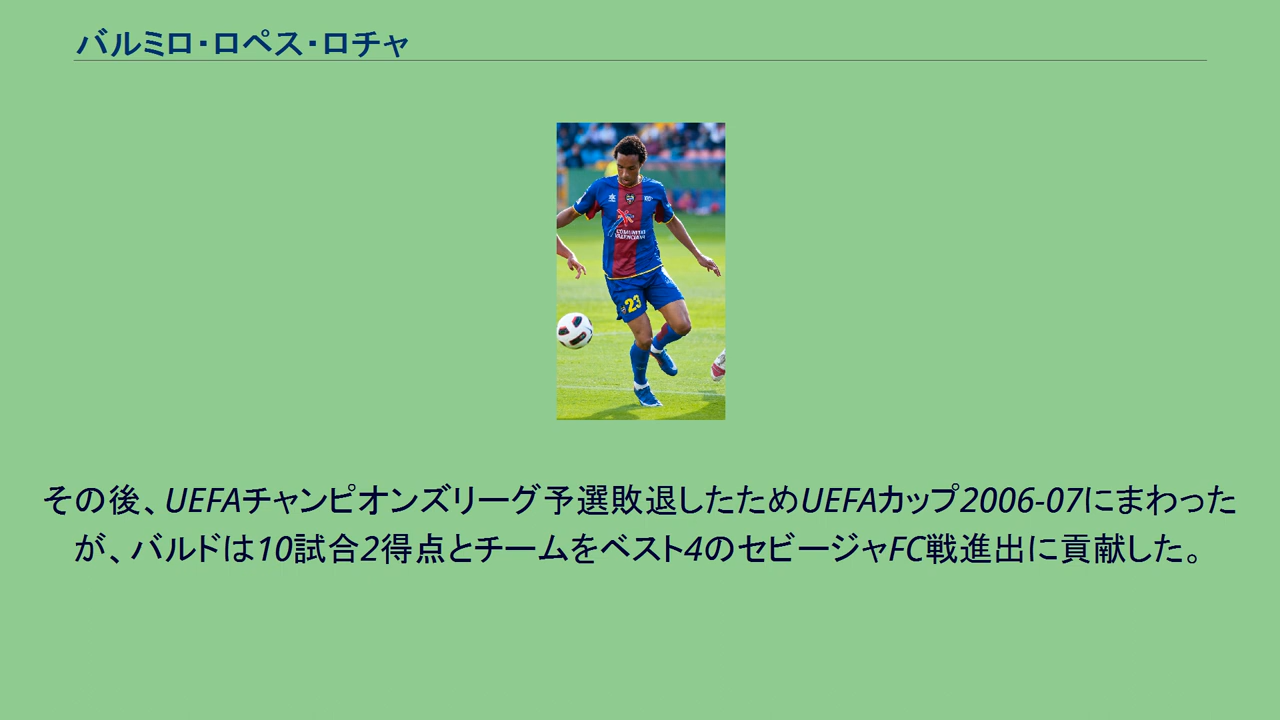 バルミロ・ロペス・ロチャ
COMUNITAT
VALENCIANA
23
その後、UEFAチャンピオンズリーグ予選敗退したためUEFAカップ2006-07にまわった
が、バルドは10試合2得点とチームをベスト4のセビージャFC戦進出に貢献した。